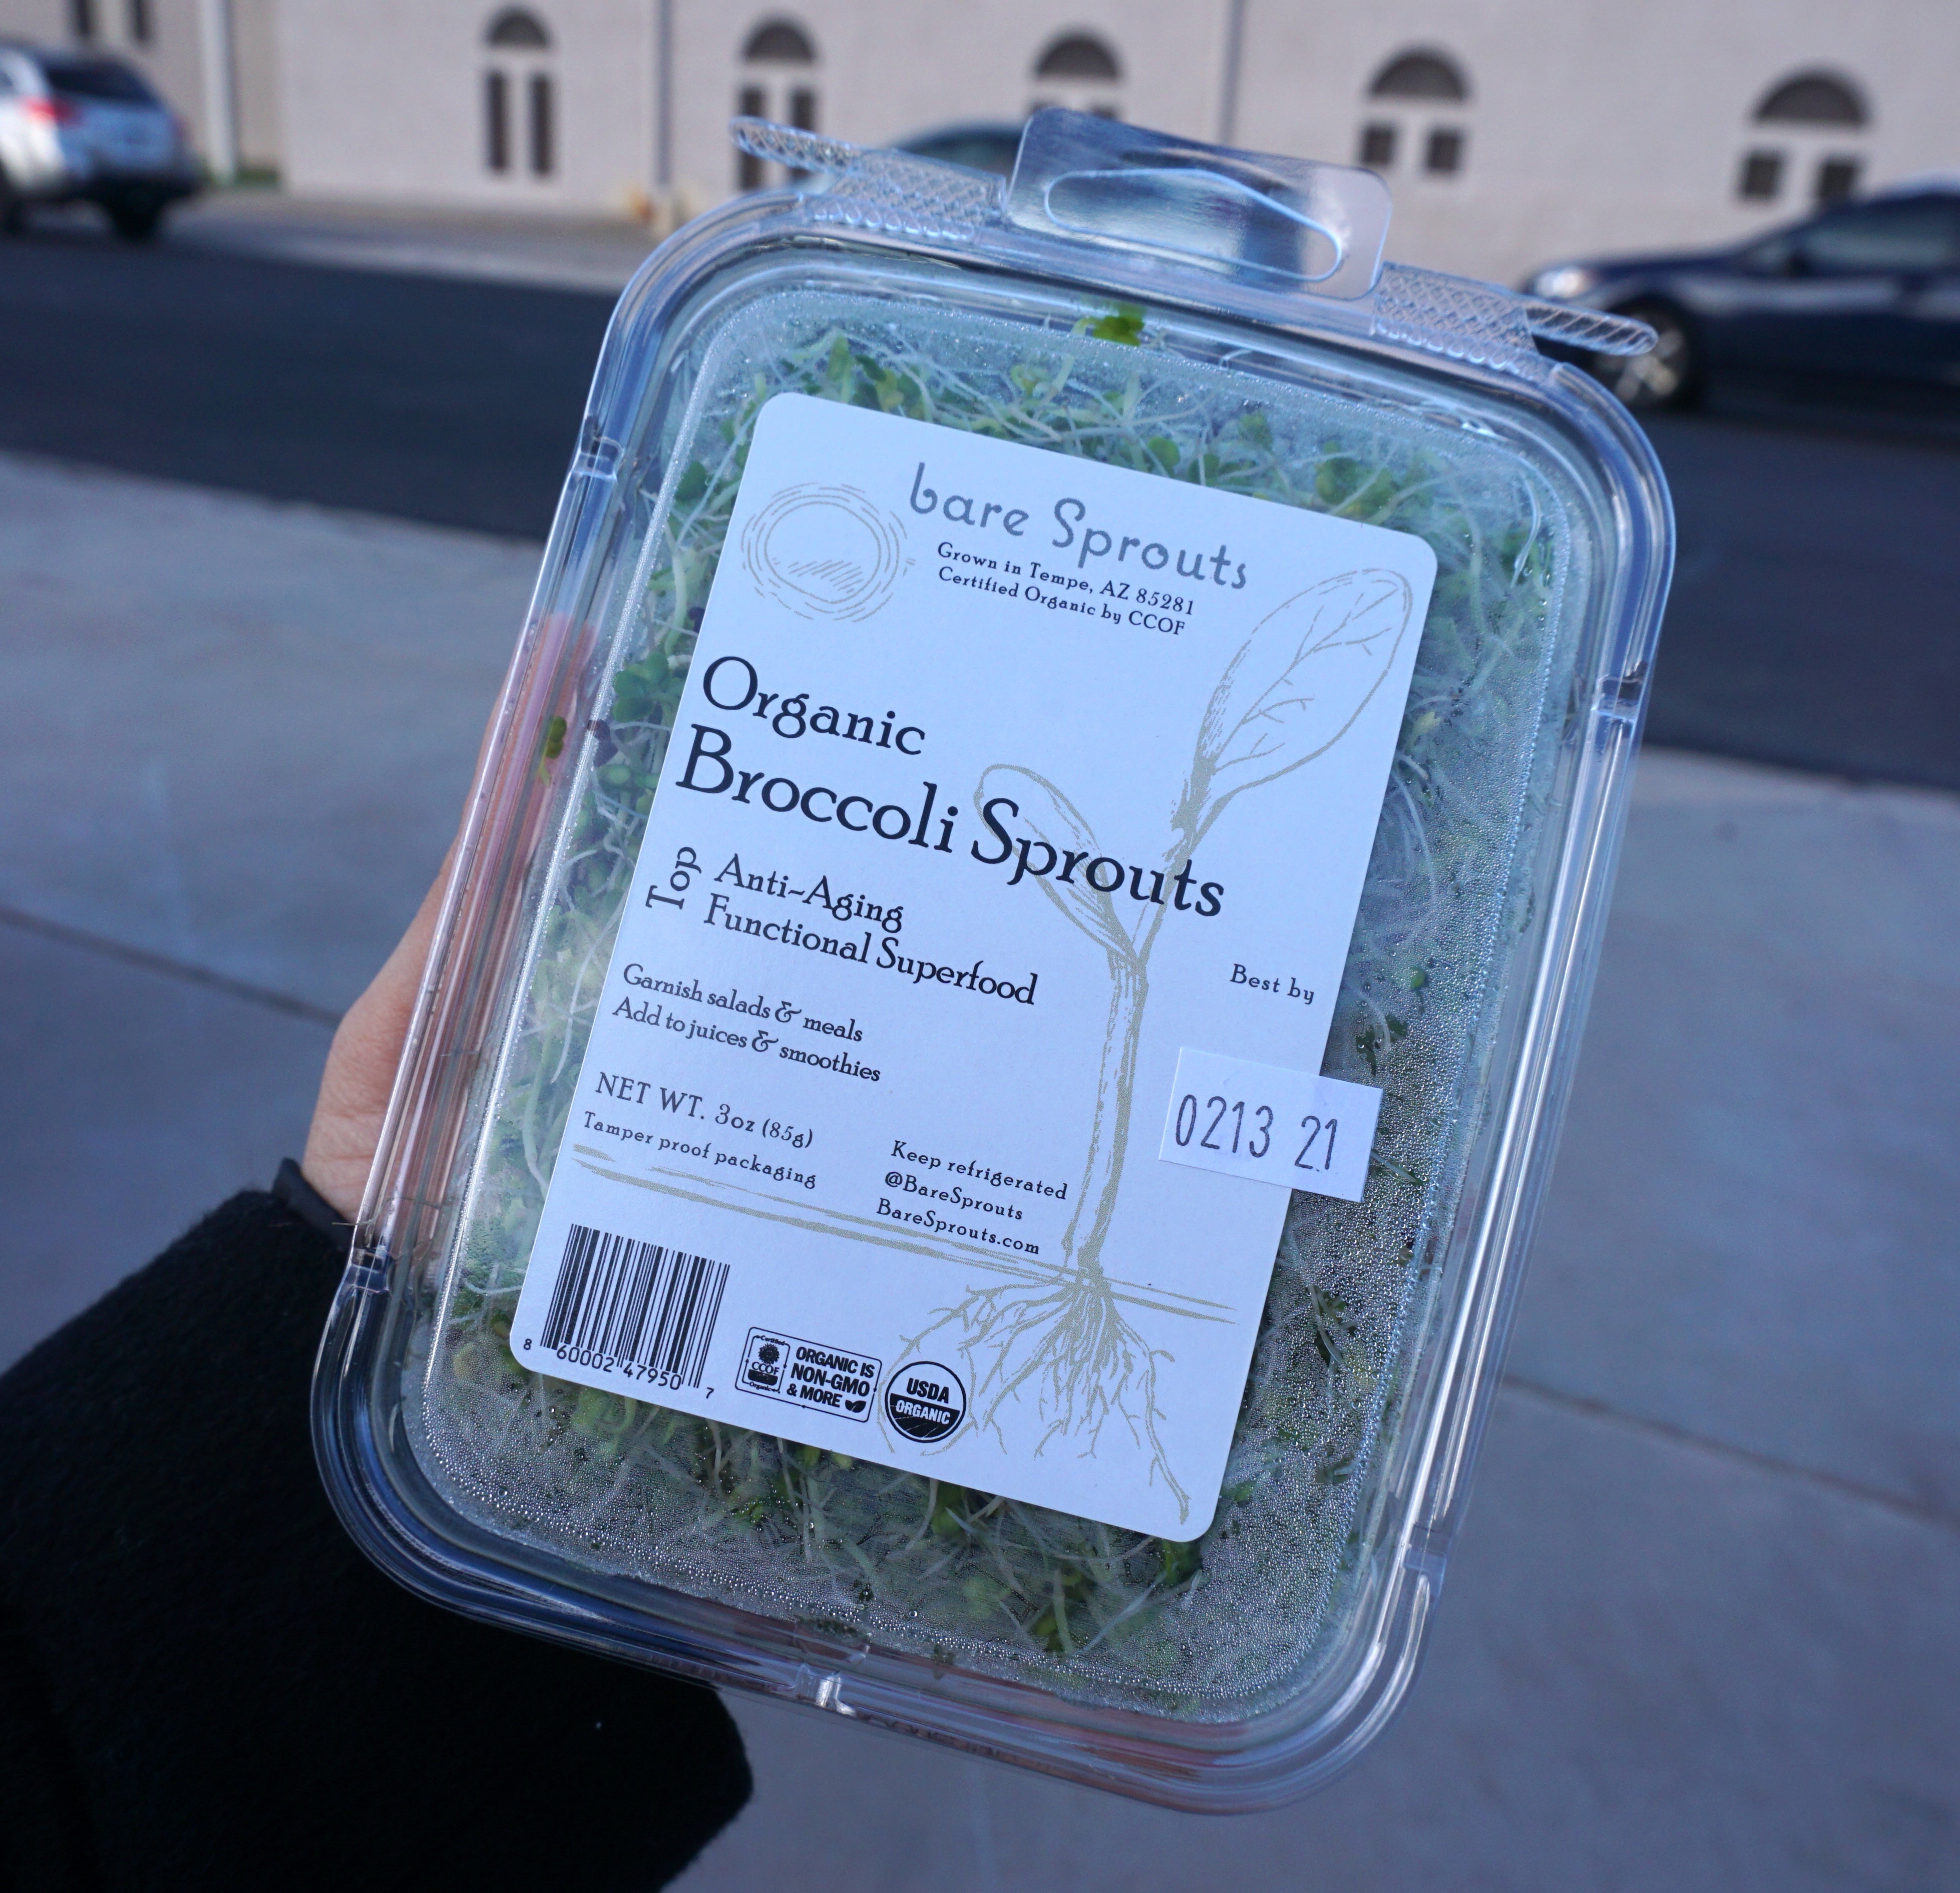 bare Sprouts
Grown in Tempe, AZ 85281
Certified Organic by CCOF
Organic
Broccoli Sprouts
Top
Anti-Aging
Functional Superfood
Garnish salads & meals
Add to juices & smoothies
Best by
0213 21
NET WT. 3oz (85g)
Tamper proof packaging
Keep refrigerated
@BareSprouts
BareSprouts.com
8 60002 47950 7
Certified
CCOF
Organic
ORGANIC IS
NON-GMO
& MORE
USDA
ORGANIC